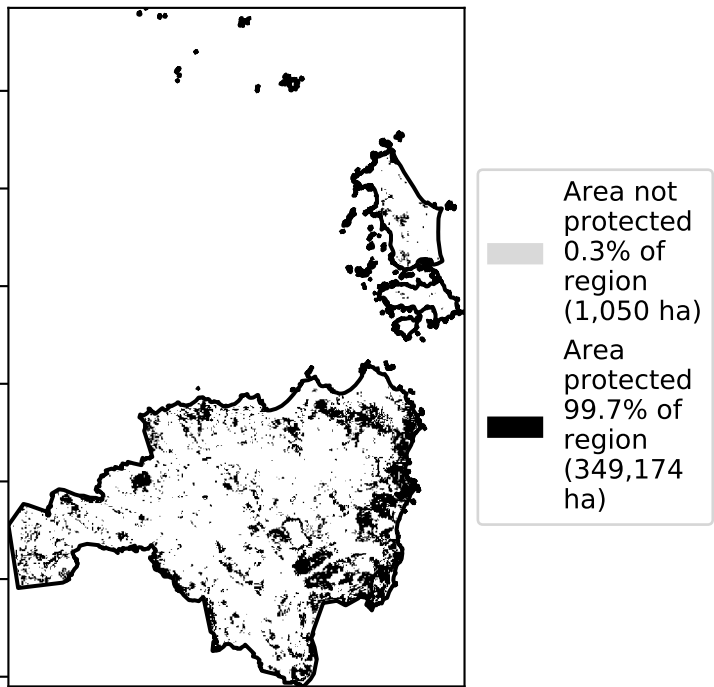 Area not
protected
0.3% of
region
(1,050 ha)
Area
protected
99.7% of
region
(349,174
ha)